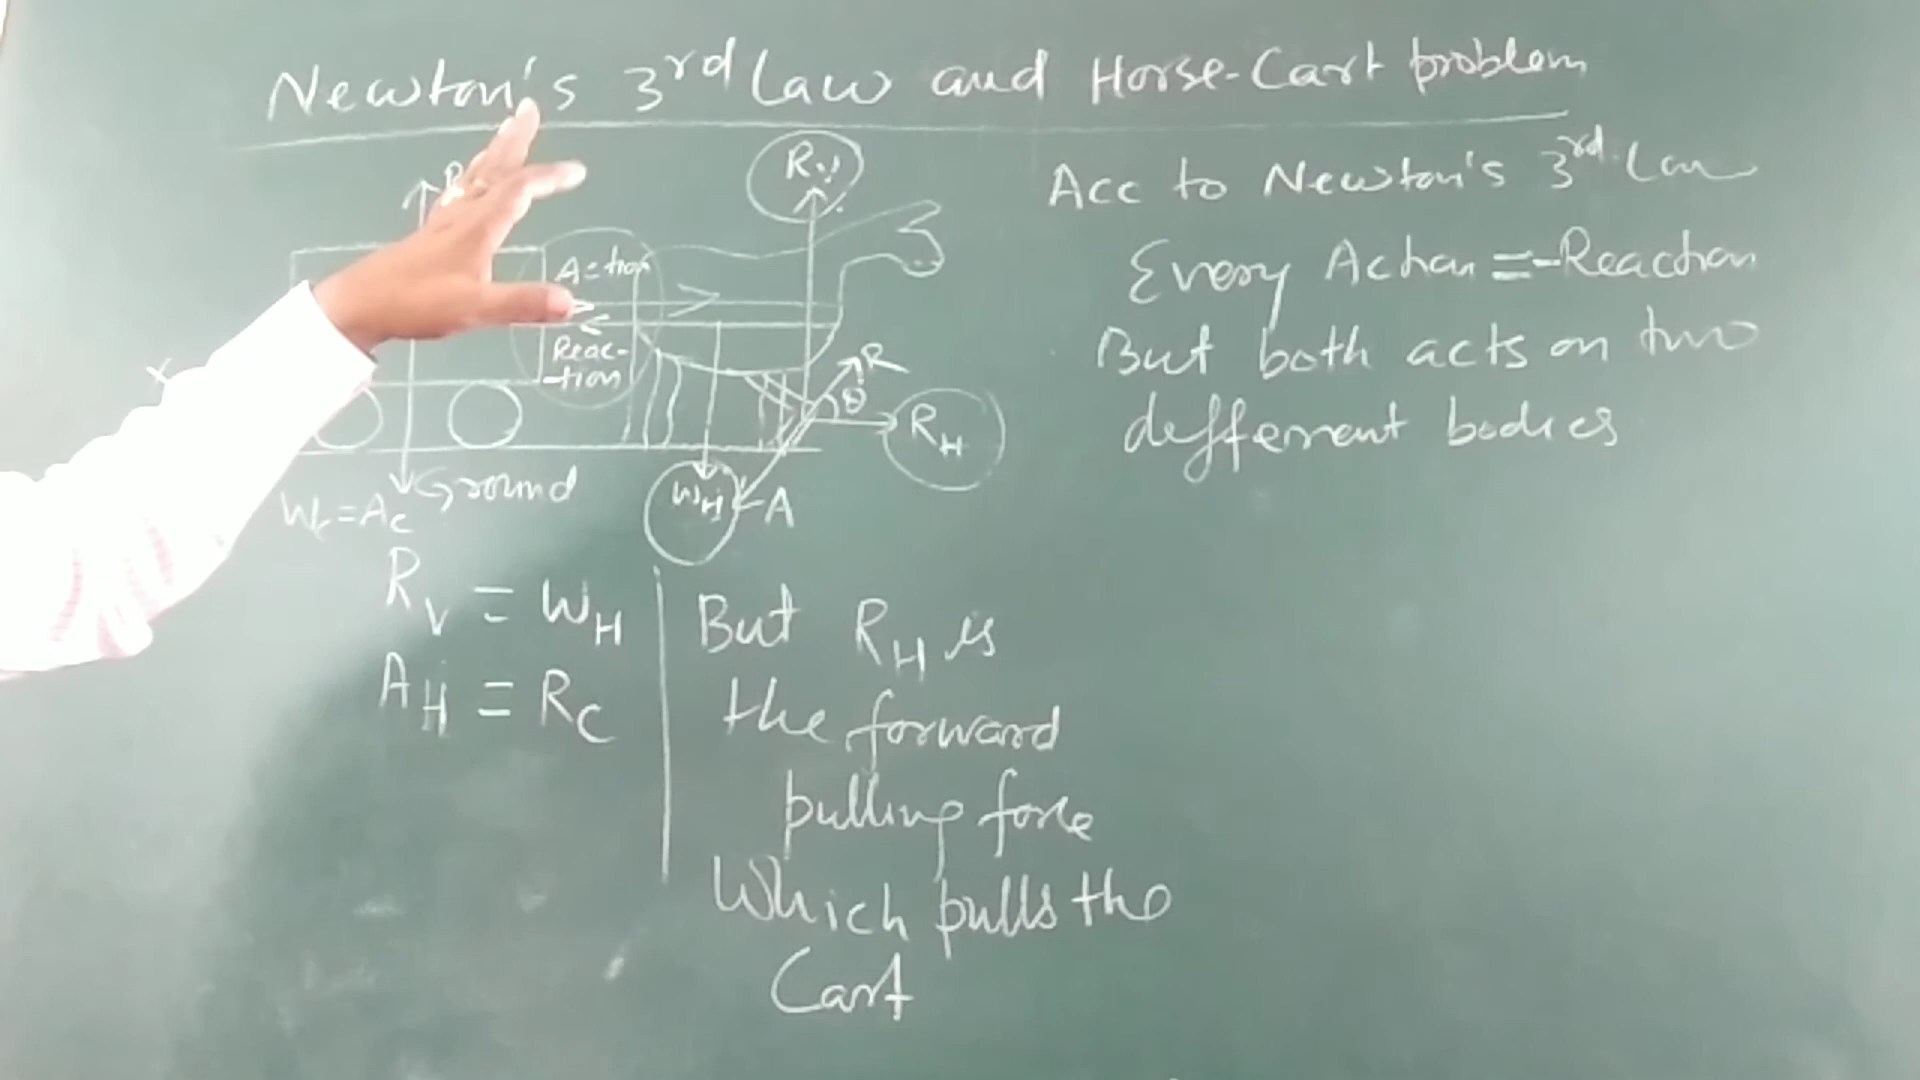 Newton's 3rd Law and Horse-Cart problem
Acc to Newton's 3rd Law
Every Action = -Reaction
But both acts on two
different bodies
R
RV
Action
Reac-
-tion
R
θ
RH
WH
A
Ground
Wc = Ac
RV = WH
AH = RC
But RH is
the forward
pulling force
Which pulls the
Cart